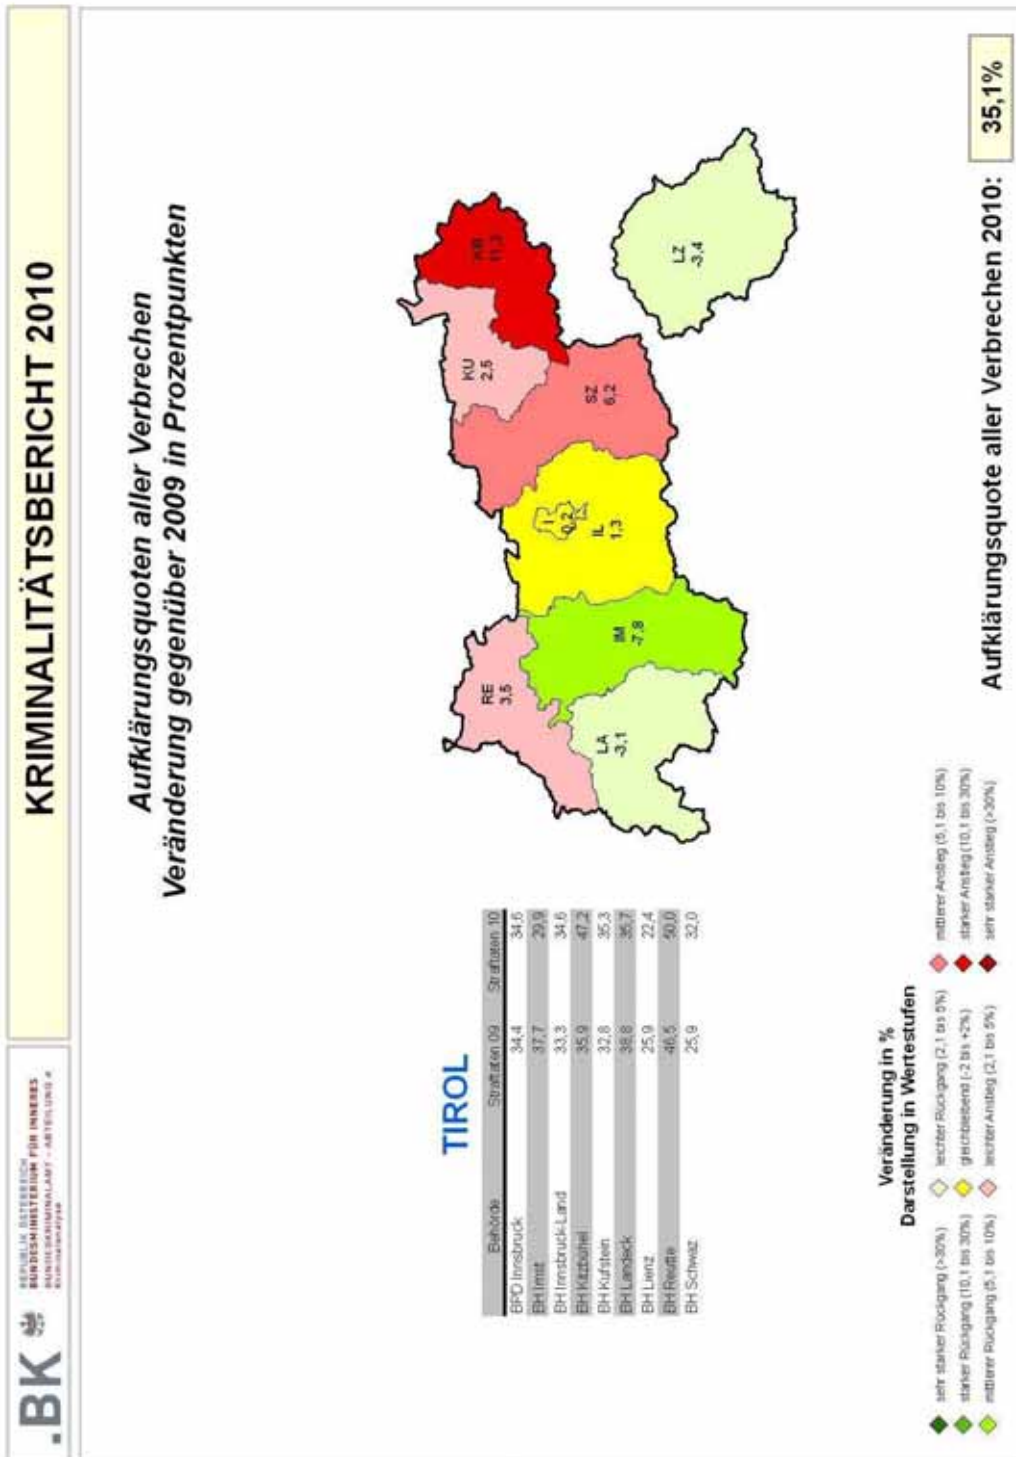 .BK
REPUBLIK ÖSTERREICH
BUNDESMINISTERIUM FÜR INNERES
BUNDESKRIMINALAMT - ABTEILUNG 4
Kriminalanalyse
KRIMINALITÄTSBERICHT 2010
Aufklärungsquoten aller Verbrechen
Veränderung gegenüber 2009 in Prozentpunkten
TIROL
Behörde Straftaten 09 Straftaten 10
BPD Innsbruck 34,4 34,6
BH Imst 37,7 29,9
BH Innsbruck-Land 33,3 34,6
BH Kitzbühel 35,9 47,2
BH Kufstein 32,8 35,3
BH Landeck 38,8 35,7
BH Lienz 25,9 22,4
BH Reutte 46,5 50,0
BH Schwaz 25,9 32,0
RE
3,5
LA
-3,1
IM
-7,8
I
0,2
IL
1,3
SZ
6,2
KU
2,5
KB
11,3
LZ
-3,4
Veränderung in %
Darstellung in Wertestufen
sehr starker Rückgang (>30%) leichter Rückgang (2,1 bis 5%) mittlerer Anstieg (5,1 bis 10%)
starker Rückgang (10,1 bis 30%) gleichbleibend (-2 bis +2%) starker Anstieg (10,1 bis 30%)
mittlerer Rückgang (5,1 bis 10%) leichter Anstieg (2,1 bis 5%) sehr starker Anstieg (>30%)
Aufklärungsquote aller Verbrechen 2010: 35,1%